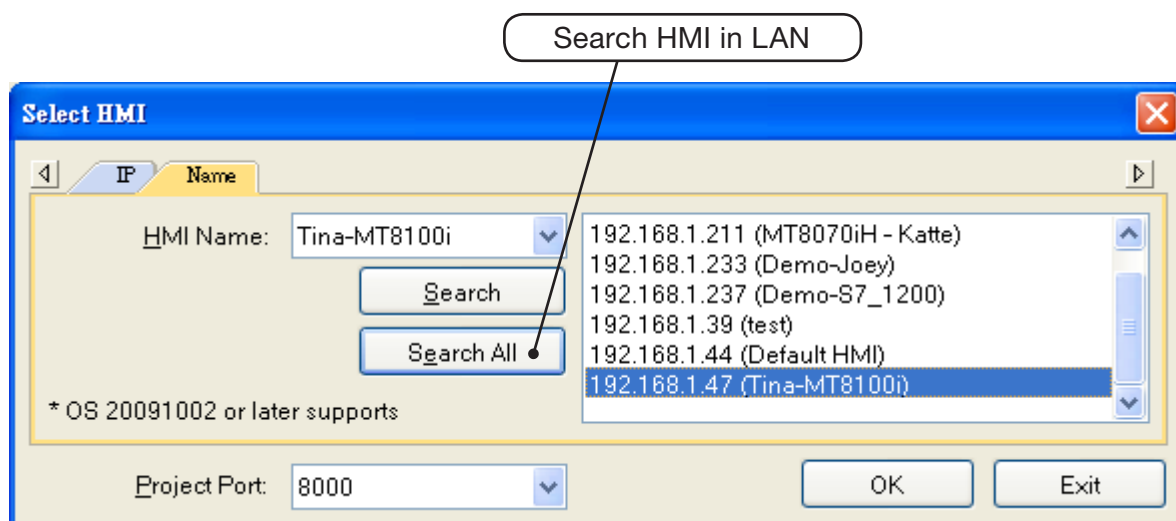 Search HMI in LAN
Select HMI
IP Name
HMI Name: Tina-MT8100i
Search
Search All
* OS 20091002 or later supports
192.168.1.211 (MT8070iH - Katte)
192.168.1.233 (Demo-Joey)
192.168.1.237 (Demo-S7_1200)
192.168.1.39 (test)
192.168.1.44 (Default HMI)
192.168.1.47 (Tina-MT8100i)
Project Port: 8000
OK Exit